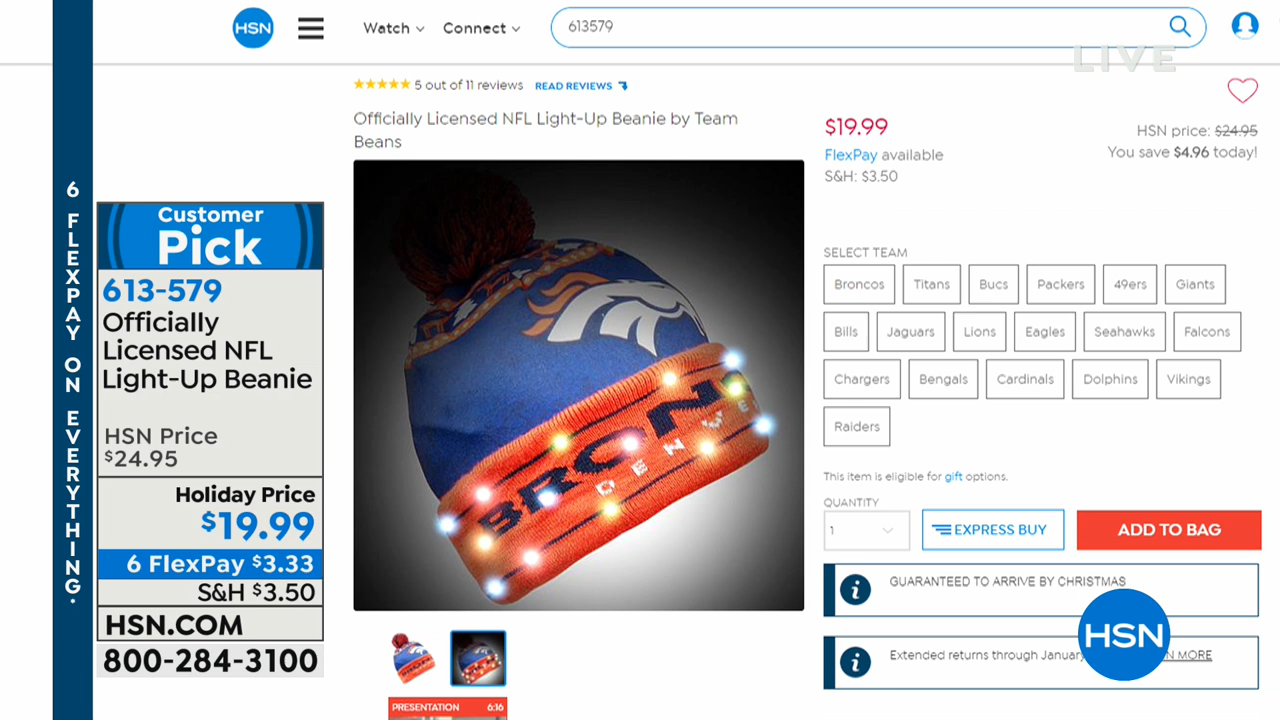 HSN
Watch
Connect
613579
LIVE
5 out of 11 reviews READ REVIEWS
Officially Licensed NFL Light-Up Beanie by Team
Beans
$19.99
HSN price: $24.95
FlexPay available
You save $4.96 today!
S&H: $3.50
6 FLEXPAY ON EVERYTHING.
Customer
Pick
613-579
Officially
Licensed NFL
Light-Up Beanie
HSN Price
$24.95
Holiday Price
$19.99
6 FlexPay $3.33
S&H $3.50
HSN.COM
800-284-3100
BRON
DENVE
SELECT TEAM
Broncos Titans Bucs Packers 49ers Giants
Bills Jaguars Lions Eagles Seahawks Falcons
Chargers Bengals Cardinals Dolphins Vikings
Raiders
This item is eligible for gift options.
QUANTITY
1 EXPRESS BUY ADD TO BAG
GUARANTEED TO ARRIVE BY CHRISTMAS
Extended returns through January
HSN
MORE
PRESENTATION 6:16